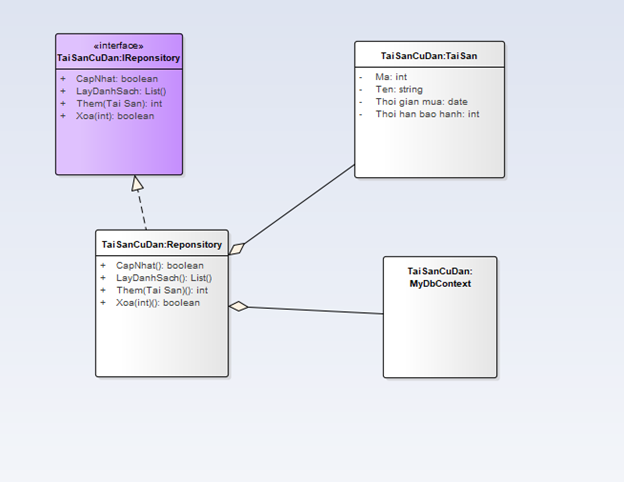 «interface»
TaiSanCuDan:IReponsitory
+ CapNhat: boolean
+ LayDanhSach: List()
+ Them(Tai San): int
+ Xoa(int): boolean
TaiSanCuDan:TaiSan
- Ma: int
- Ten: string
- Thoi gian mua: date
- Thoi han bao hanh: int
TaiSanCuDan:Reponsitory
+ CapNhat(): boolean
+ LayDanhSach(): List()
+ Them(Tai San)(): int
+ Xoa(int)(): boolean
TaiSanCuDan:
MyDbContext